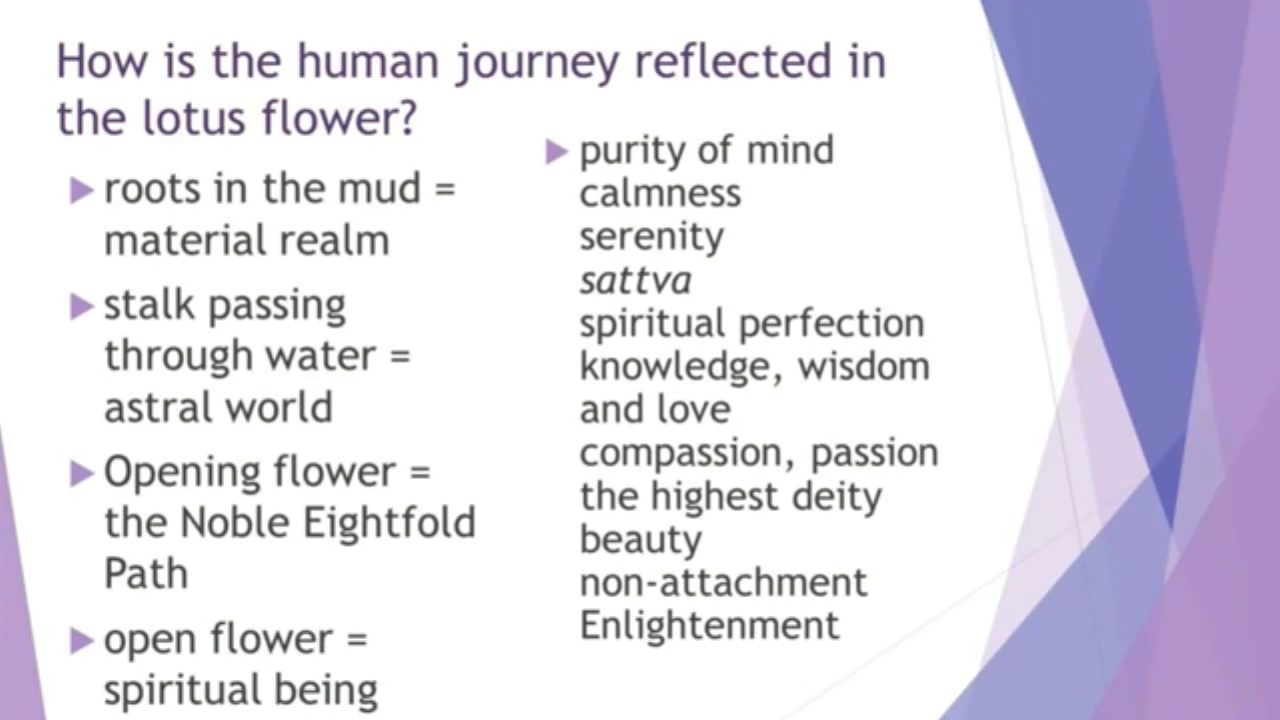 How is the human journey reflected in
the lotus flower?
roots in the mud =
material realm
stalk passing
through water =
astral world
Opening flower =
the Noble Eightfold
Path
open flower =
spiritual being
purity of mind
calmness
serenity
sattva
spiritual perfection
knowledge, wisdom
and love
compassion, passion
the highest deity
beauty
non-attachment
Enlightenment